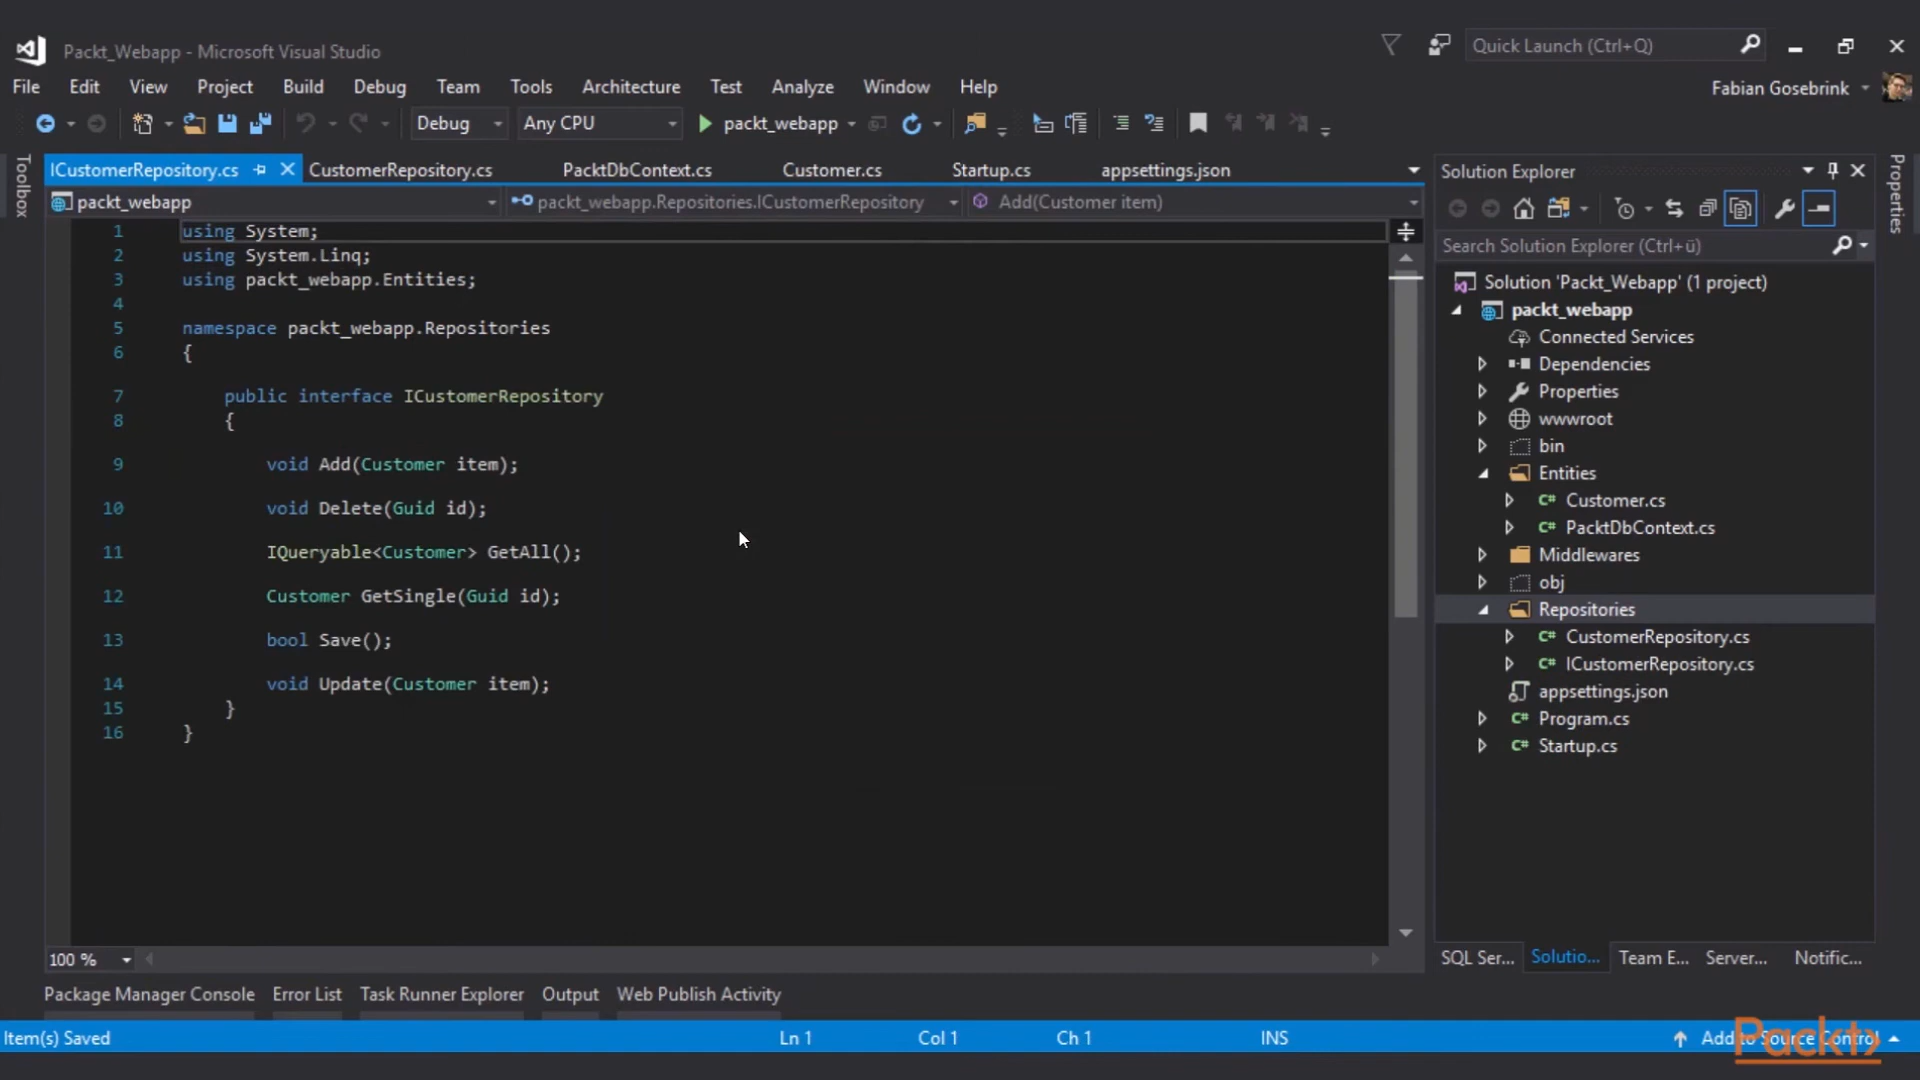 Packt_Webapp - Microsoft Visual Studio
Quick Launch (Ctrl+Q)
File Edit View Project Build Debug Team Tools Architecture Test Analyze Window Help
Fabian Gosebrink
Debug Any CPU packt_webapp
Toolbox
ICustomerRepository.cs CustomerRepository.cs PacktDbContext.cs Customer.cs Startup.cs appsettings.json
packt_webapp packt_webapp.Repositories.ICustomerRepository Add(Customer item)
1 using System;
2 using System.Linq;
3 using packt_webapp.Entities;
4
5 namespace packt_webapp.Repositories
6 {
7 public interface ICustomerRepository
8 {
9 void Add(Customer item);
10 void Delete(Guid id);
11 IQueryable<Customer> GetAll();
12 Customer GetSingle(Guid id);
13 bool Save();
14 void Update(Customer item);
15 }
16 }
100 %
Solution Explorer
Properties
Search Solution Explorer (Ctrl+ü)
Solution 'Packt_Webapp' (1 project)
packt_webapp
Connected Services
Dependencies
Properties
wwwroot
bin
Entities
C# Customer.cs
C# PacktDbContext.cs
Middlewares
obj
Repositories
C# CustomerRepository.cs
C# ICustomerRepository.cs
appsettings.json
C# Program.cs
C# Startup.cs
SQL Ser... Solutio... Team E... Server... Notific...
Package Manager Console Error List Task Runner Explorer Output Web Publish Activity
Item(s) Saved Ln 1 Col 1 Ch 1 INS Add to Source Control
Packt